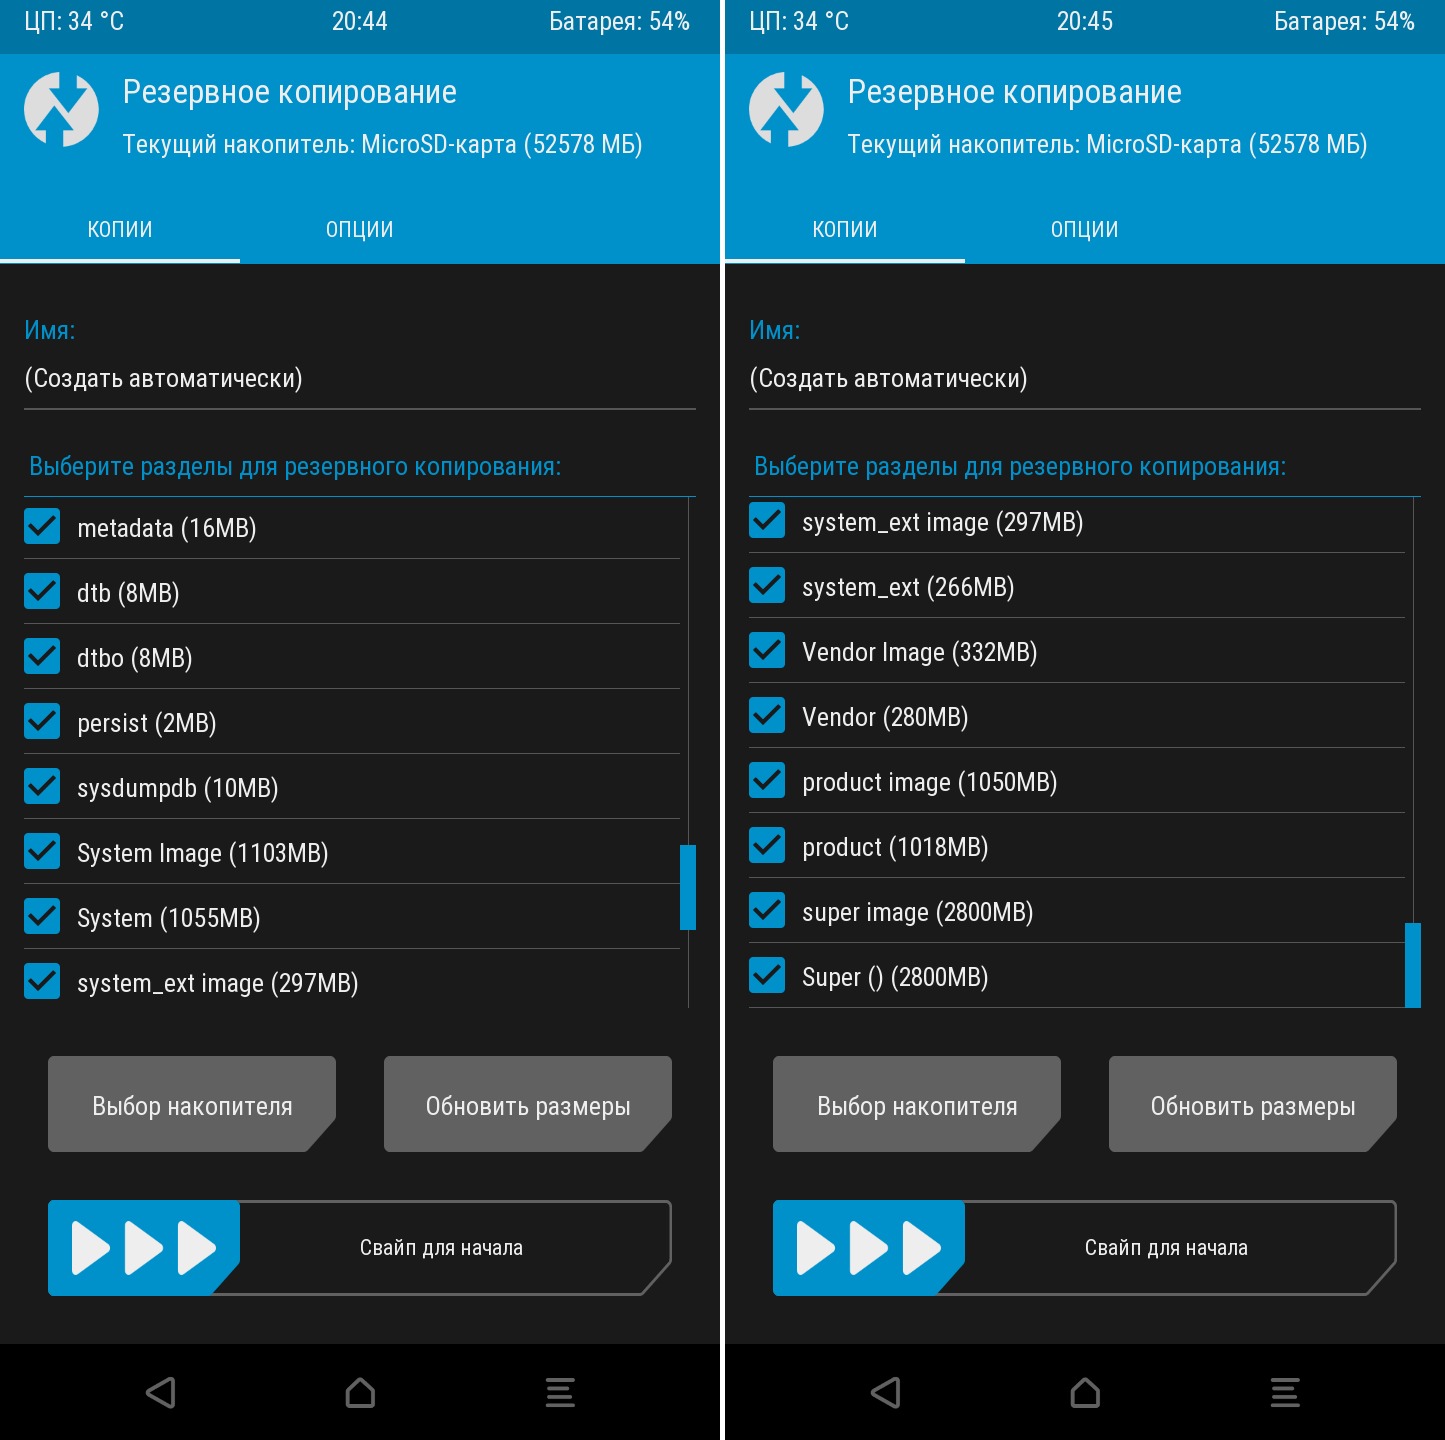 ЦП: 34 °C
20:44
Батарея: 54%
Резервное копирование
Текущий накопитель: MicroSD-карта (52578 МБ)
КОПИИ
ОПЦИИ
Имя:
(Создать автоматически)
Выберите разделы для резервного копирования:
metadata (16MB)
dtb (8MB)
dtbo (8MB)
persist (2MB)
sysdumpdb (10MB)
System Image (1103MB)
System (1055MB)
system_ext image (297MB)
Выбор накопителя
Обновить размеры
Свайп для начала
ЦП: 34 °C
20:45
Батарея: 54%
Резервное копирование
Текущий накопитель: MicroSD-карта (52578 МБ)
КОПИИ
ОПЦИИ
Имя:
(Создать автоматически)
Выберите разделы для резервного копирования:
system_ext image (297MB)
system_ext (266MB)
Vendor Image (332MB)
Vendor (280MB)
product image (1050MB)
product (1018MB)
super image (2800MB)
Super () (2800MB)
Выбор накопителя
Обновить размеры
Свайп для начала